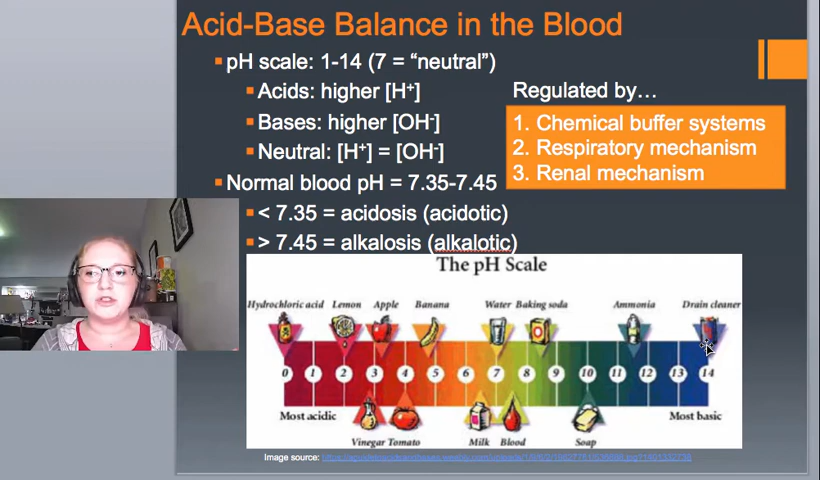 Acid-Base Balance in the Blood
pH scale: 1-14 (7 = “neutral”)
Acids: higher [H⁺]
Bases: higher [OH⁻]
Neutral: [H⁺] = [OH⁻]
Normal blood pH = 7.35-7.45
< 7.35 = acidosis (acidotic)
> 7.45 = alkalosis (alkalotic)
Regulated by…
1. Chemical buffer systems
2. Respiratory mechanism
3. Renal mechanism
The pH Scale
Hydrochloric acid Lemon Apple Banana Water Baking soda Ammonia Drain cleaner
0 1 2 3 4 5 6 7 8 9 10 11 12 13 14
Most acidic Most basic
Vinegar Tomato Milk Blood Soap
Image source: